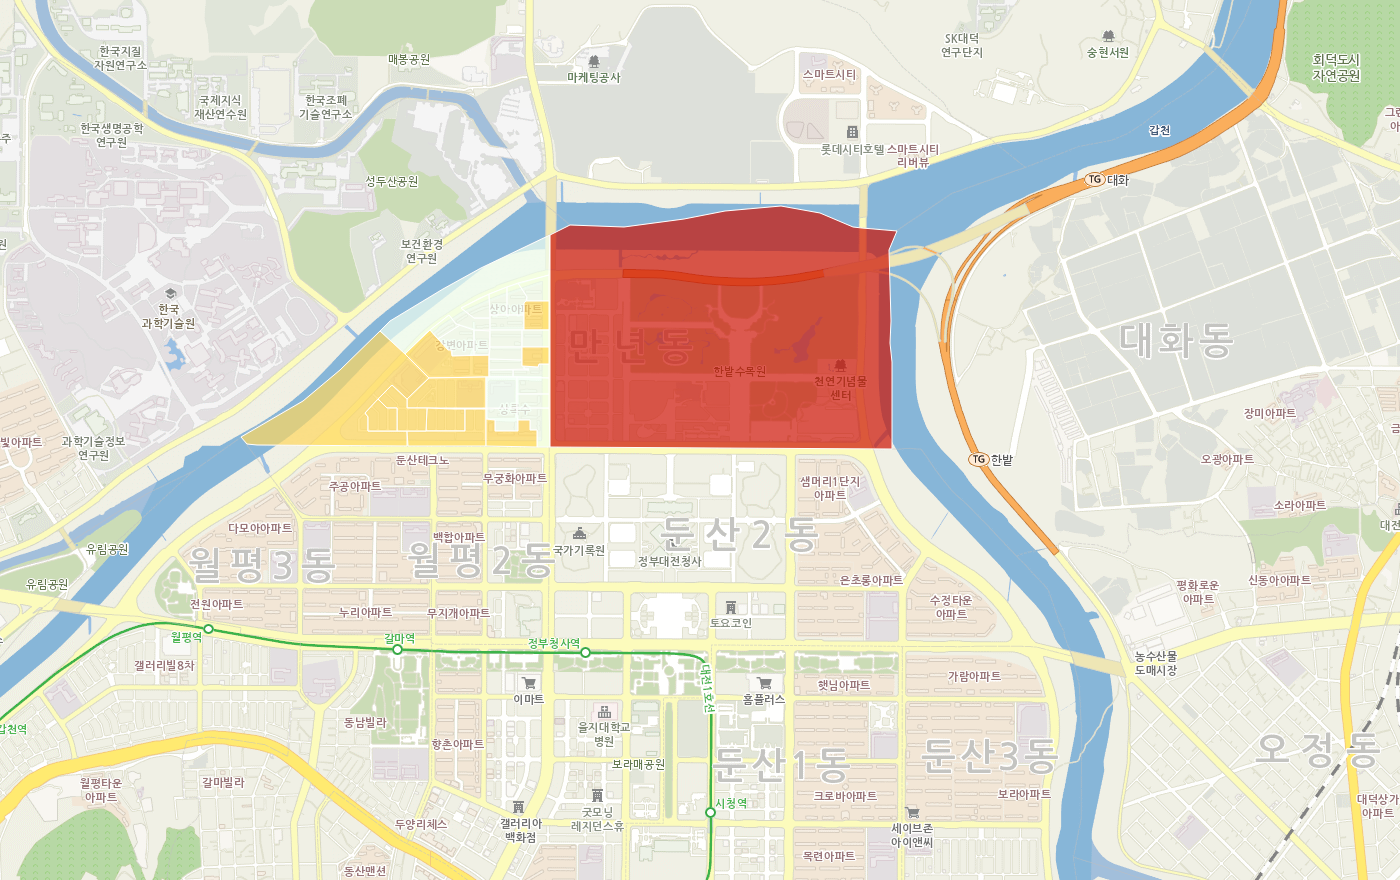 한국지질
자원연구소
매봉공원
마케팅공사
스마트시티
SK대덕
연구단지
숭현서원
회덕도시
자연공원
국제지식
재산연수원
한국조폐
기술연구소
한국생명공학
연구원
갑천
롯데시티호텔
스마트시티
리버뷰
성두산공원
TG 대화
보건환경
연구원
한국
과학기술원
상아아파트
강변아파트
만년동
한밭수목원
천연기념물
센터
대화동
상록수
장미아파트
과학기술정보
연구원
둔산테크노
무궁화아파트
주공아파트
샘머리1단지
아파트
TG 한밭
오광아파트
소라아파트
다모아아파트
백합아파트
유림공원
월평3동
월평2동
국가기록원
둔산2동
정부대전청사
유림공원
은초롱아파트
신동아아파트
평화로운
아파트
전원아파트
누리아파트
무지개아파트
토요코인
수정타운
아파트
월평역
갈마역
정부청사역
대전1호선
갤러리빌8차
농수산물
도매시장
이마트
홈플러스
햇님아파트
가람아파트
갑천역
동남빌라
을지대학교
병원
향촌아파트
보라매공원
둔산1동
둔산3동
오정동
월평타운
아파트
갈마빌라
크로바아파트
보라아파트
시청역
두양리체스
갤러리아
백화점
굿모닝
레지던스휴
세이브존
아이앤씨
대덕상가
아파트
동산맨션
목련아파트